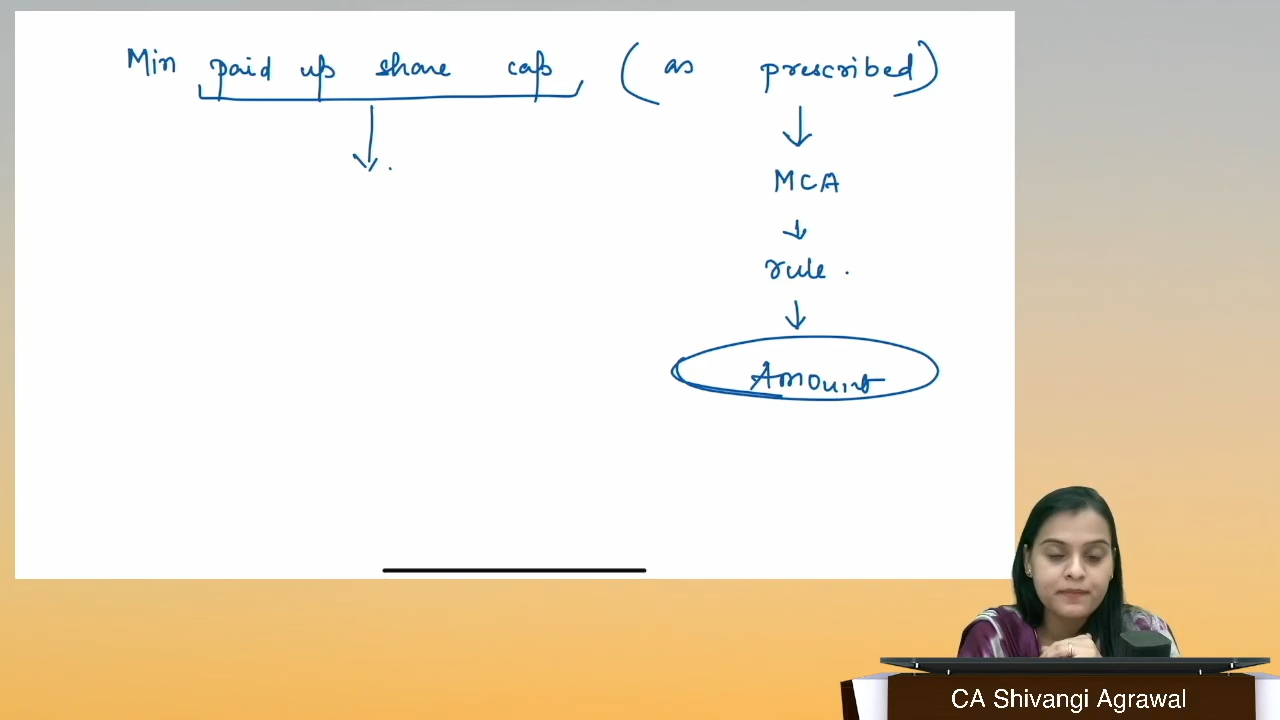 Min paid up share cap (as prescribed)
MCA
rule.
Amount
CA Shivangi Agrawal